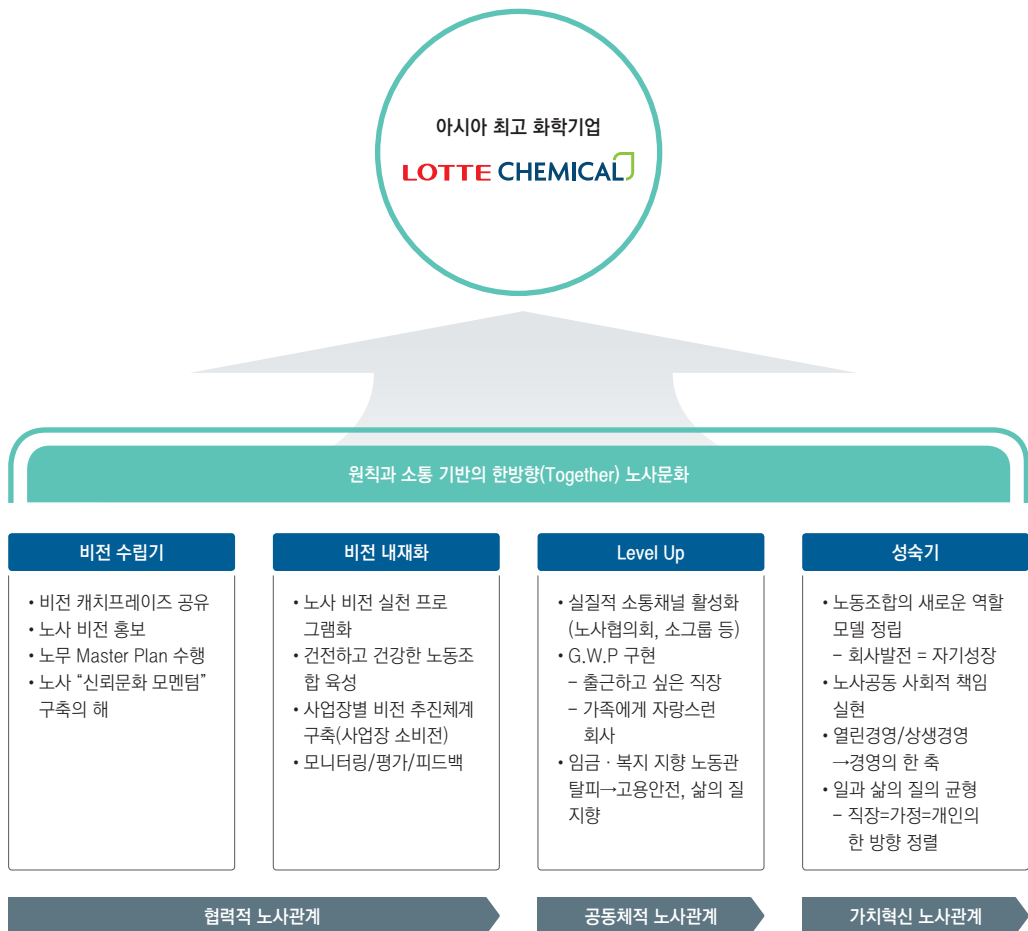 아시아 최고 화학기업
LOTTE CHEMICAL
원칙과 소통 기반의 한방향(Together) 노사문화
비전 수립기
• 비전 캐치프레이즈 공유
• 노사 비전 홍보
• 노무 Master Plan 수행
• 노사 “신뢰문화 모멘텀”
구축의 해
비전 내재화
• 노사 비전 실천 프로
그램화
• 건전하고 건강한 노동조
합 육성
• 사업장별 비전 추진체계
구축(사업장 소비전)
• 모니터링/평가/피드백
Level Up
• 실질적 소통채널 활성화
(노사협의회, 소그룹 등)
• G.W.P 구현
– 출근하고 싶은 직장
– 가족에게 자랑스런
회사
• 임금 · 복지 지향 노동관
탈피→고용안전, 삶의 질
지향
성숙기
• 노동조합의 새로운 역할
모델 정립
– 회사발전 = 자기성장
• 노사공동 사회적 책임
실현
• 열린경영/상생경영
→경영의 한 축
• 일과 삶의 질의 균형
– 직장=가정=개인의
한 방향 정렬
협력적 노사관계
공동체적 노사관계
가치혁신 노사관계